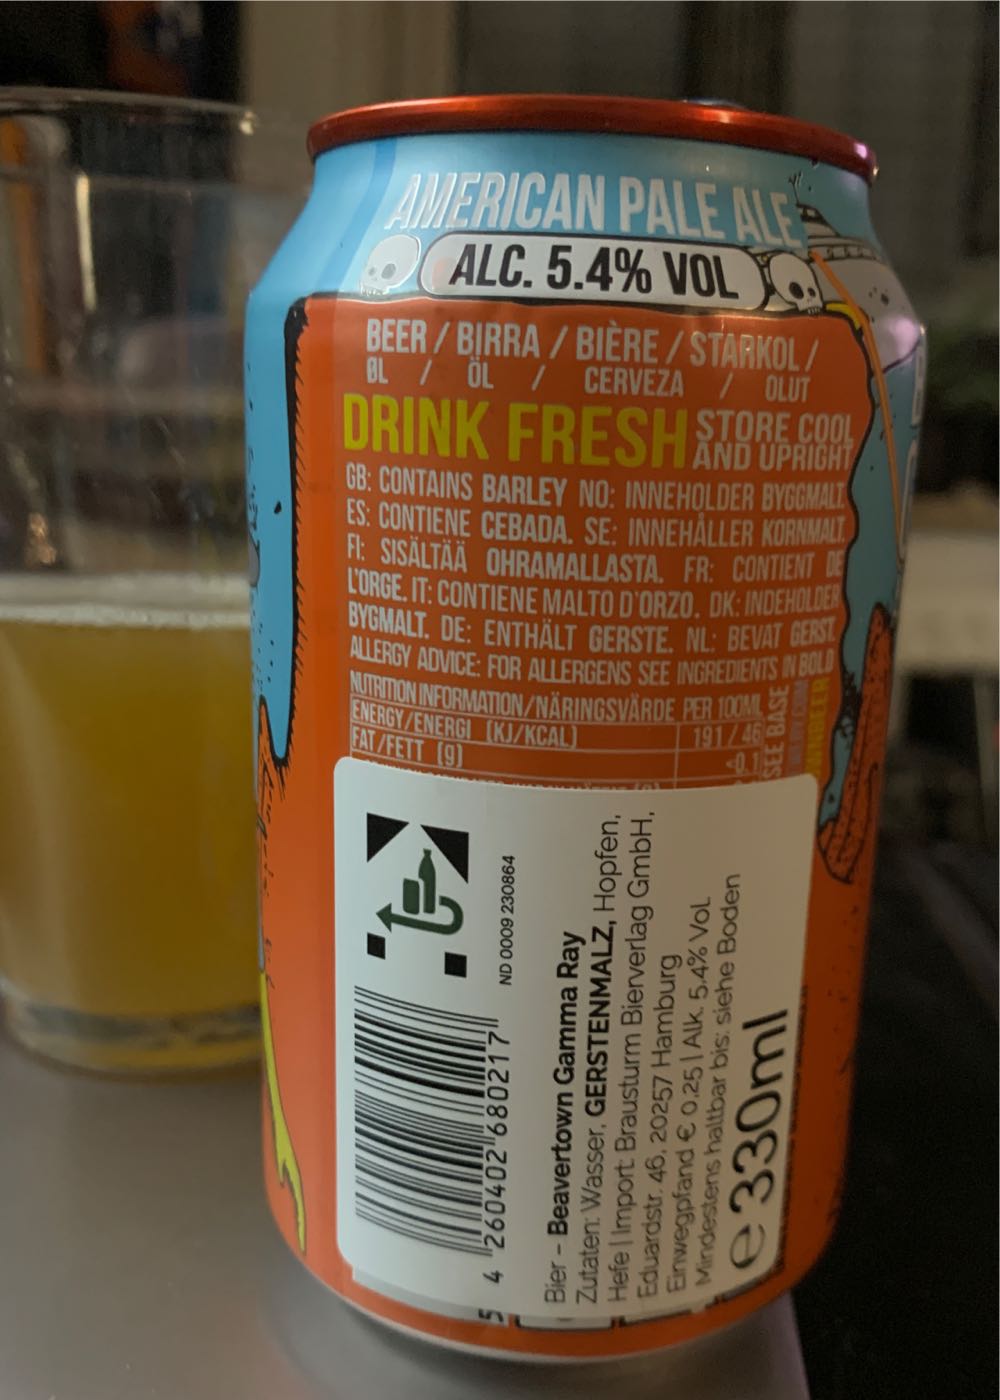 AMERICAN PALE ALE
ALC. 5.4% VOL
BEER / BIRRA / BIÈRE / STARKOL /
ØL / ÖL / CERVEZA / OLUT
DRINK FRESH STORE COOL
AND UPRIGHT
GB: CONTAINS BARLEY NO: INNEHOLDER BYGGMALT.
ES: CONTIENE CEBADA. SE: INNEHÅLLER KORNMALT.
FI: SISÄLTÄÄ OHRAMALLASTA. FR: CONTIENT DE
L'ORGE. IT: CONTIENE MALTO D'ORZO. DK: INDEHOLDER
BYGMALT. DE: ENTHÄLT GERSTE. NL: BEVAT GERST.
ALLERGY ADVICE: FOR ALLERGENS SEE INGREDIENTS IN BOLD
NUTRITION INFORMATION/NÄRINGSVÄRDE PER 100ML
ENERGY/ENERGI (KJ/KCAL) 191/46
FAT/FETT (g) <0.1
SEE BASE
ND 0009 230864
4 260402 680217
Bier - Beavertown Gamma Ray
Zutaten: Wasser, GERSTENMALZ, Hopfen,
Hefe | Import: Brausturm Bierverlag GmbH,
Eduardstr. 46, 20257 Hamburg
Einwegpfand € 0,25 | Alk. 5.4% Vol.
Mindestens haltbar bis: siehe Boden
e 330ml
5